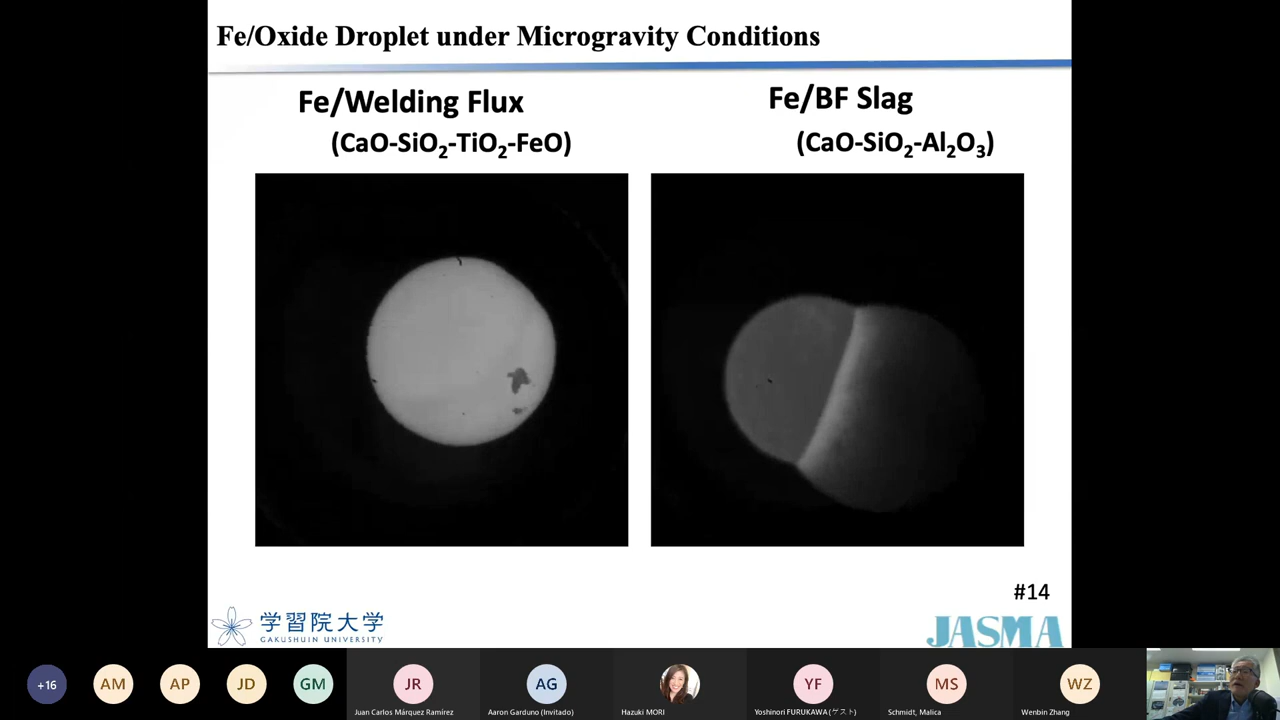 Fe/Oxide Droplet under Microgravity Conditions
Fe/Welding Flux
(CaO-SiO₂-TiO₂-FeO)
Fe/BF Slag
(CaO-SiO₂-Al₂O₃)
#14
学習院大学
GAKUSHUIN UNIVERSITY
JASMA
+16
AM
AP
JD
GM
JR
Juan Carlos Márquez Ramírez
AG
Aaron Garduno (Invitado)
Hazuki MORI
YF
Yoshinori FURUKAWA (ゲスト)
MS
Schmidt, Malica
WZ
Wenbin Zhang